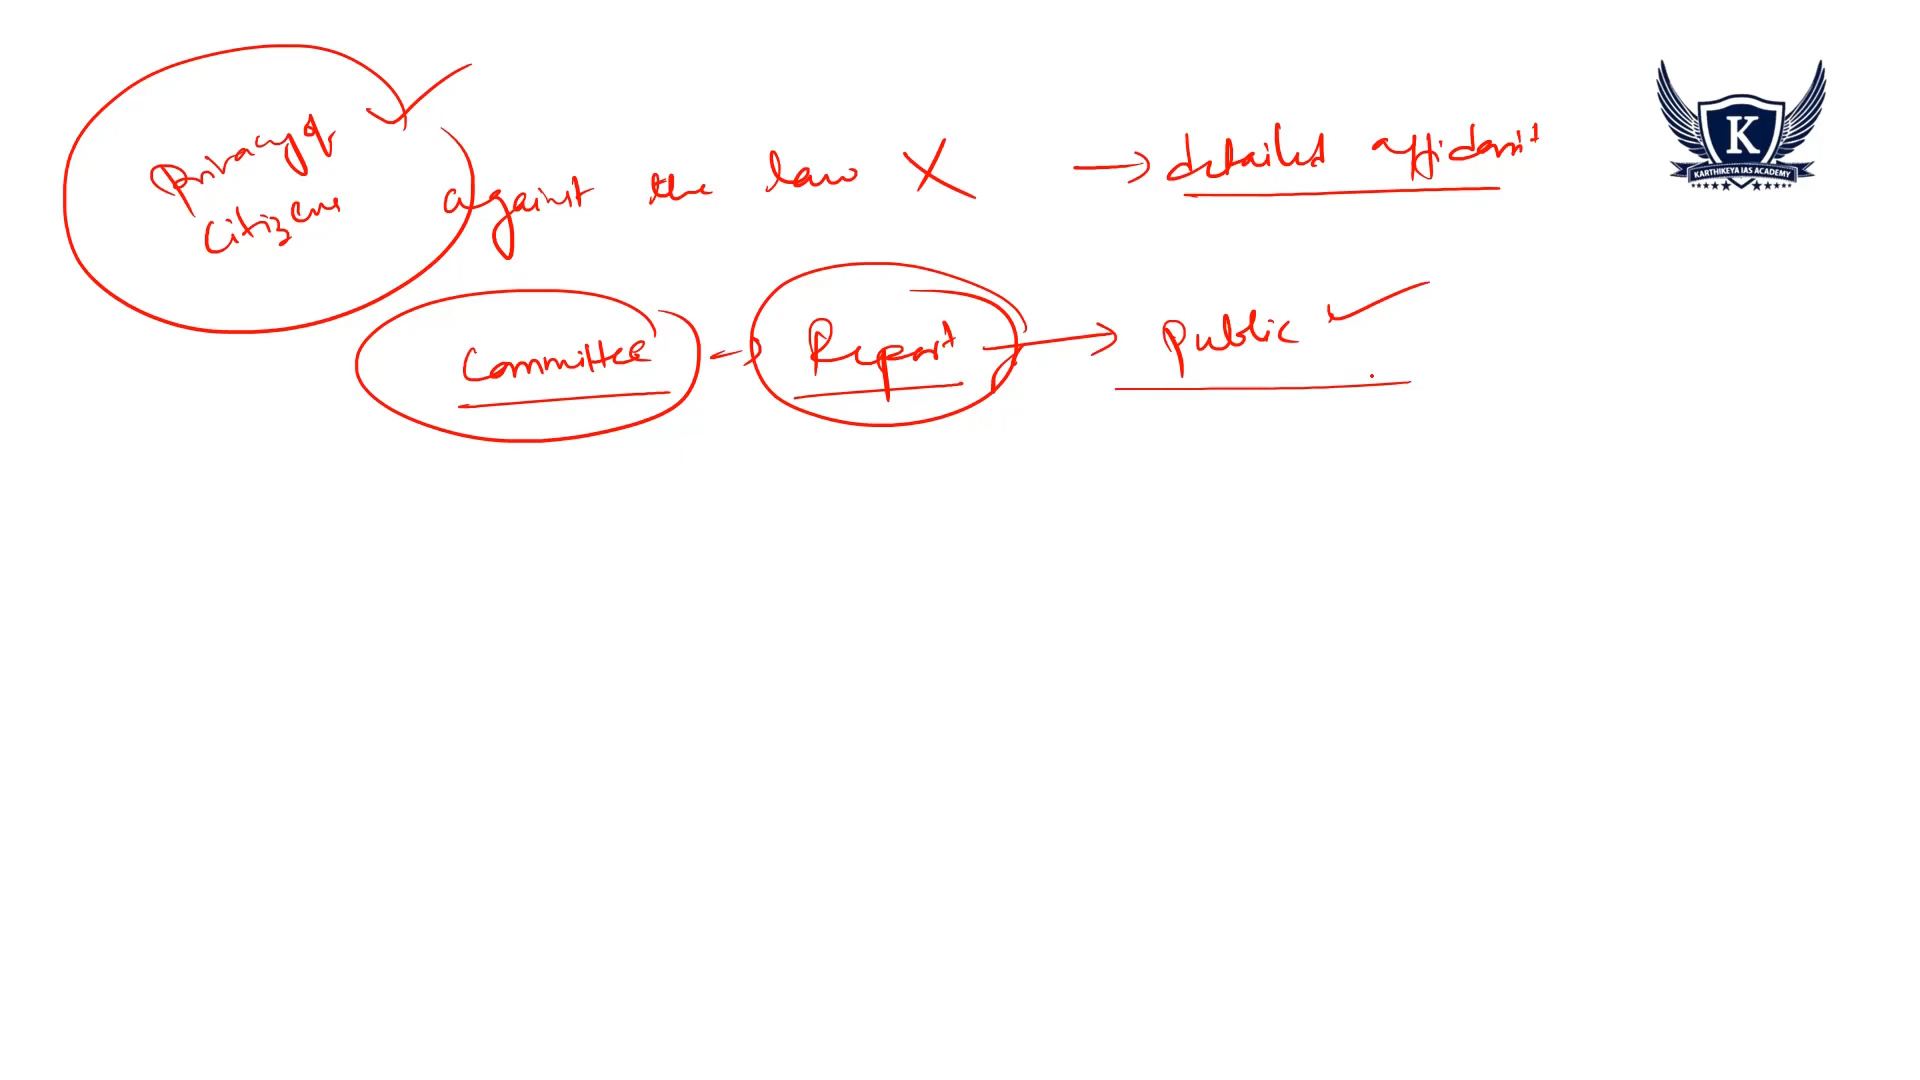 Privacy of
Citizens
against the law X → detailed affidavit
K
KARTHIKEYA IAS ACADEMY
Committee ← Report → Public